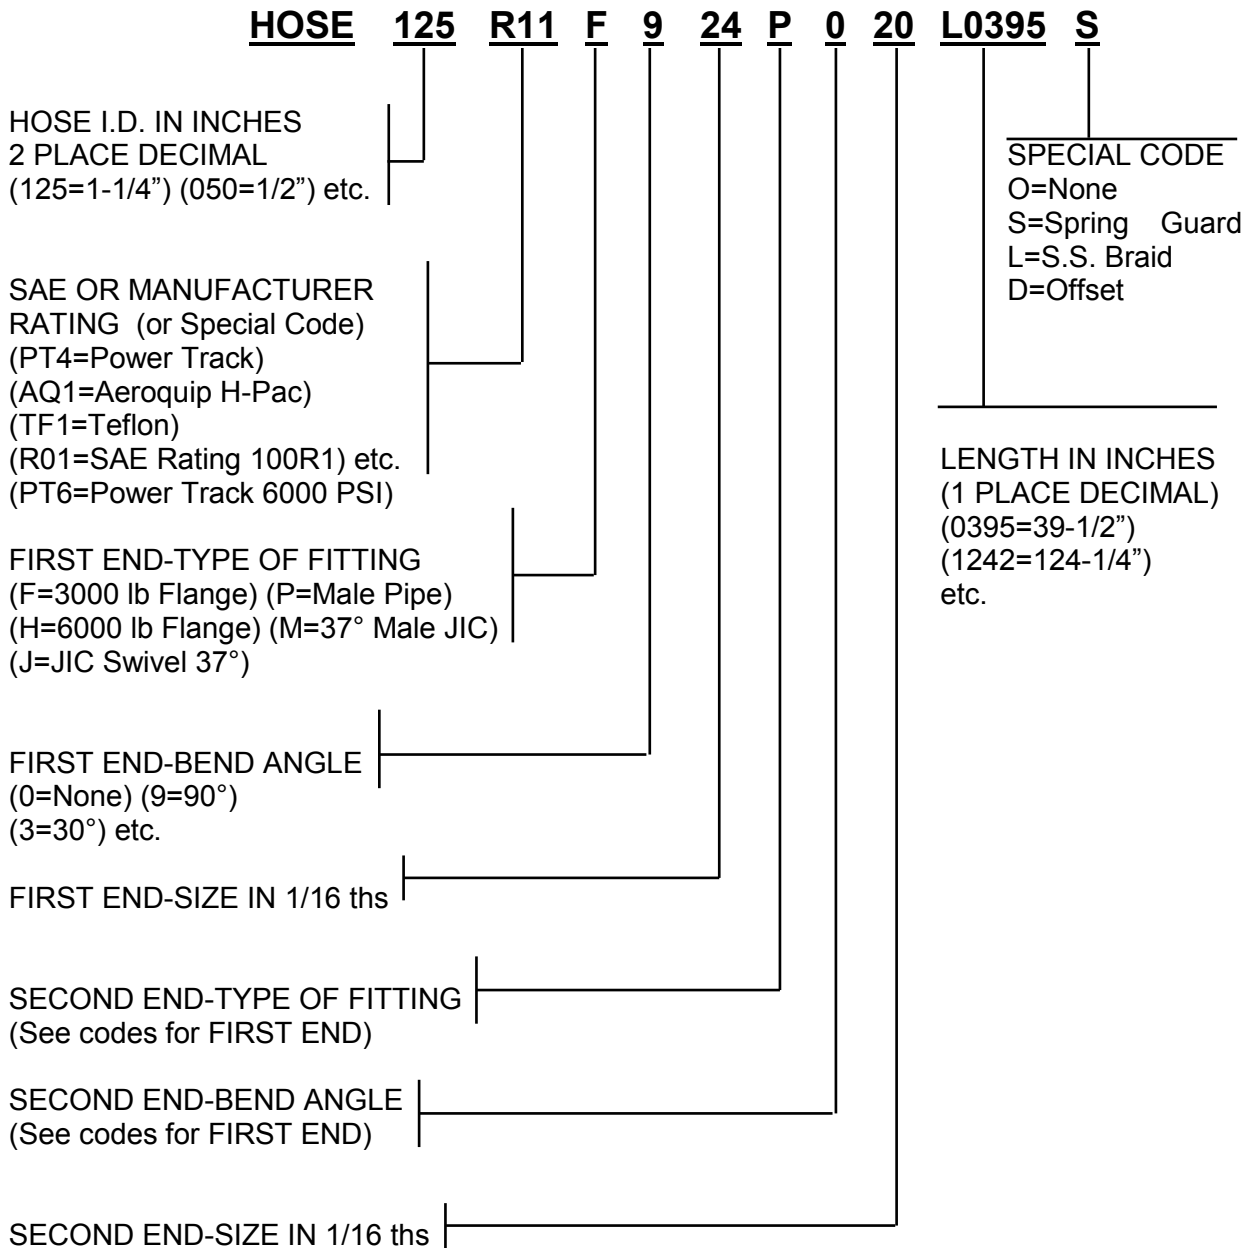 HOSE 125 R11 F 9 24 P 0 20 L0395 S
HOSE I.D. IN INCHES
2 PLACE DECIMAL
(125=1-1/4”) (050=1/2”) etc.
SPECIAL CODE
O=None
S=Spring Guard
L=S.S. Braid
D=Offset
SAE OR MANUFACTURER
RATING (or Special Code)
(PT4=Power Track)
(AQ1=Aeroquip H-Pac)
(TF1=Teflon)
(R01=SAE Rating 100R1) etc.
(PT6=Power Track 6000 PSI)
LENGTH IN INCHES
(1 PLACE DECIMAL)
(0395=39-1/2”)
(1242=124-1/4”)
etc.
FIRST END-TYPE OF FITTING
(F=3000 lb Flange) (P=Male Pipe)
(H=6000 lb Flange) (M=37° Male JIC)
(J=JIC Swivel 37°)
FIRST END-BEND ANGLE
(0=None) (9=90°)
(3=30°) etc.
FIRST END-SIZE IN 1/16 ths
SECOND END-TYPE OF FITTING
(See codes for FIRST END)
SECOND END-BEND ANGLE
(See codes for FIRST END)
SECOND END-SIZE IN 1/16 ths